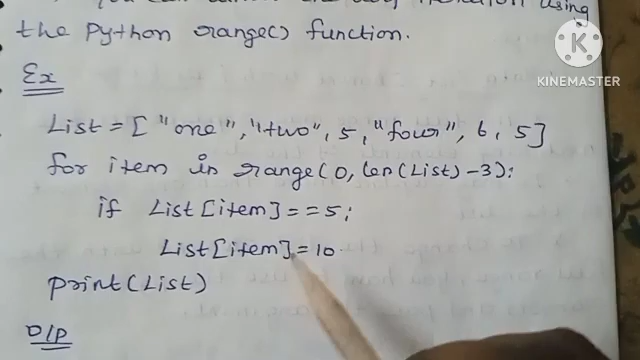 using
the Python range() function.
Ex
List = [ "one", "two", 5, "four", 6, 5]
for item in range(0, len(List) -3):
if List [item] == 5;
List[item] = 10
print(List)
O/P
KINEMASTER